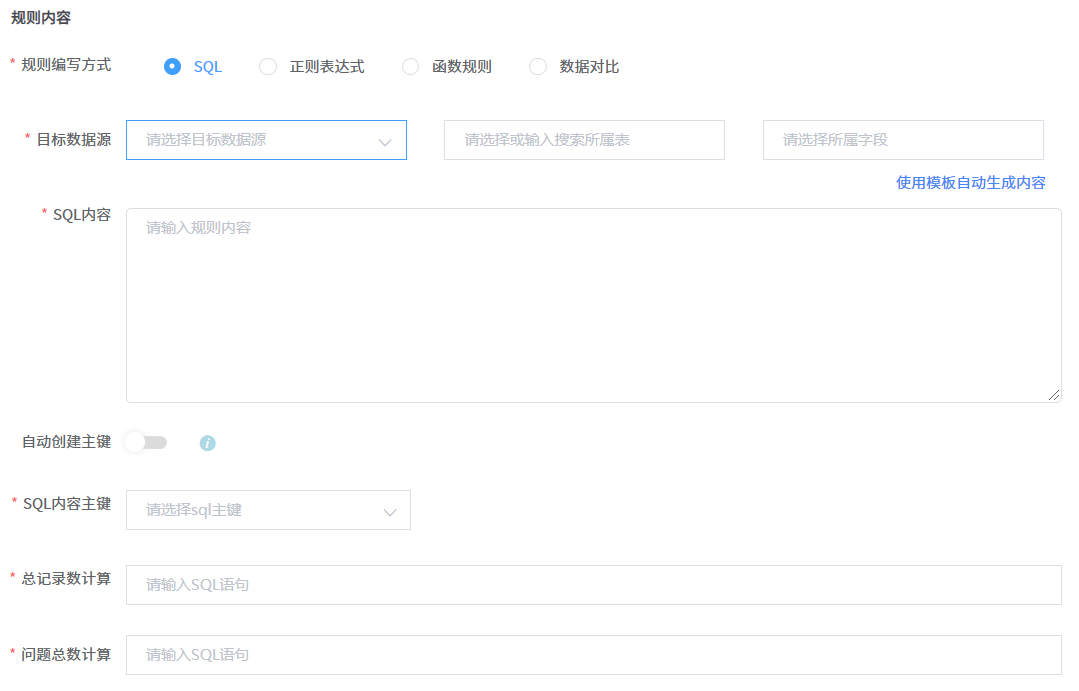 规则内容
* 规则编写方式 SQL 正则表达式 函数规则 数据对比
* 目标数据源 请选择目标数据源 请选择或输入搜索所属表 请选择所属字段
使用模板自动生成内容
* SQL内容 请输入规则内容
自动创建主键 i
* SQL内容主键 请选择sql主键
* 总记录数计算 请输入SQL语句
* 问题总数计算 请输入SQL语句